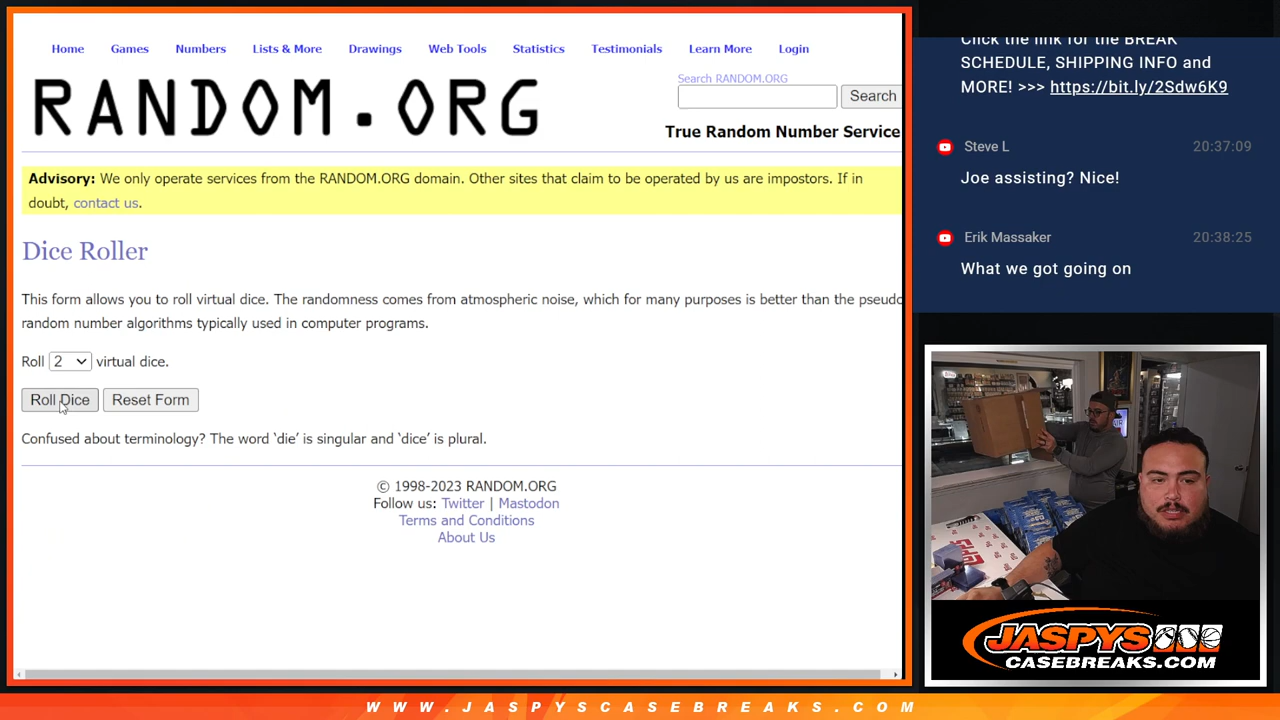 Home Games Numbers Lists & More Drawings Web Tools Statistics Testimonials Learn More Login
RANDOM.ORG
Search RANDOM.ORG
Search
True Random Number Service
Advisory: We only operate services from the RANDOM.ORG domain. Other sites that claim to be operated by us are impostors. If in
doubt, contact us.
Dice Roller
This form allows you to roll virtual dice. The randomness comes from atmospheric noise, which for many purposes is better than the pseudo
random number algorithms typically used in computer programs.
Roll 2 virtual dice.
Roll Dice Reset Form
Confused about terminology? The word ‘die’ is singular and ‘dice’ is plural.
© 1998-2023 RANDOM.ORG
Follow us: Twitter | Mastodon
Terms and Conditions
About Us
Click the link for the BREAK
SCHEDULE, SHIPPING INFO and
MORE! >>> https://bit.ly/2Sdw6K9
Steve L 20:37:09
Joe assisting? Nice!
Erik Massaker 20:38:25
What we got going on
JASPYS
CASEBREAKS.COM
WWW.JASPYSCASEBREAKS.COM